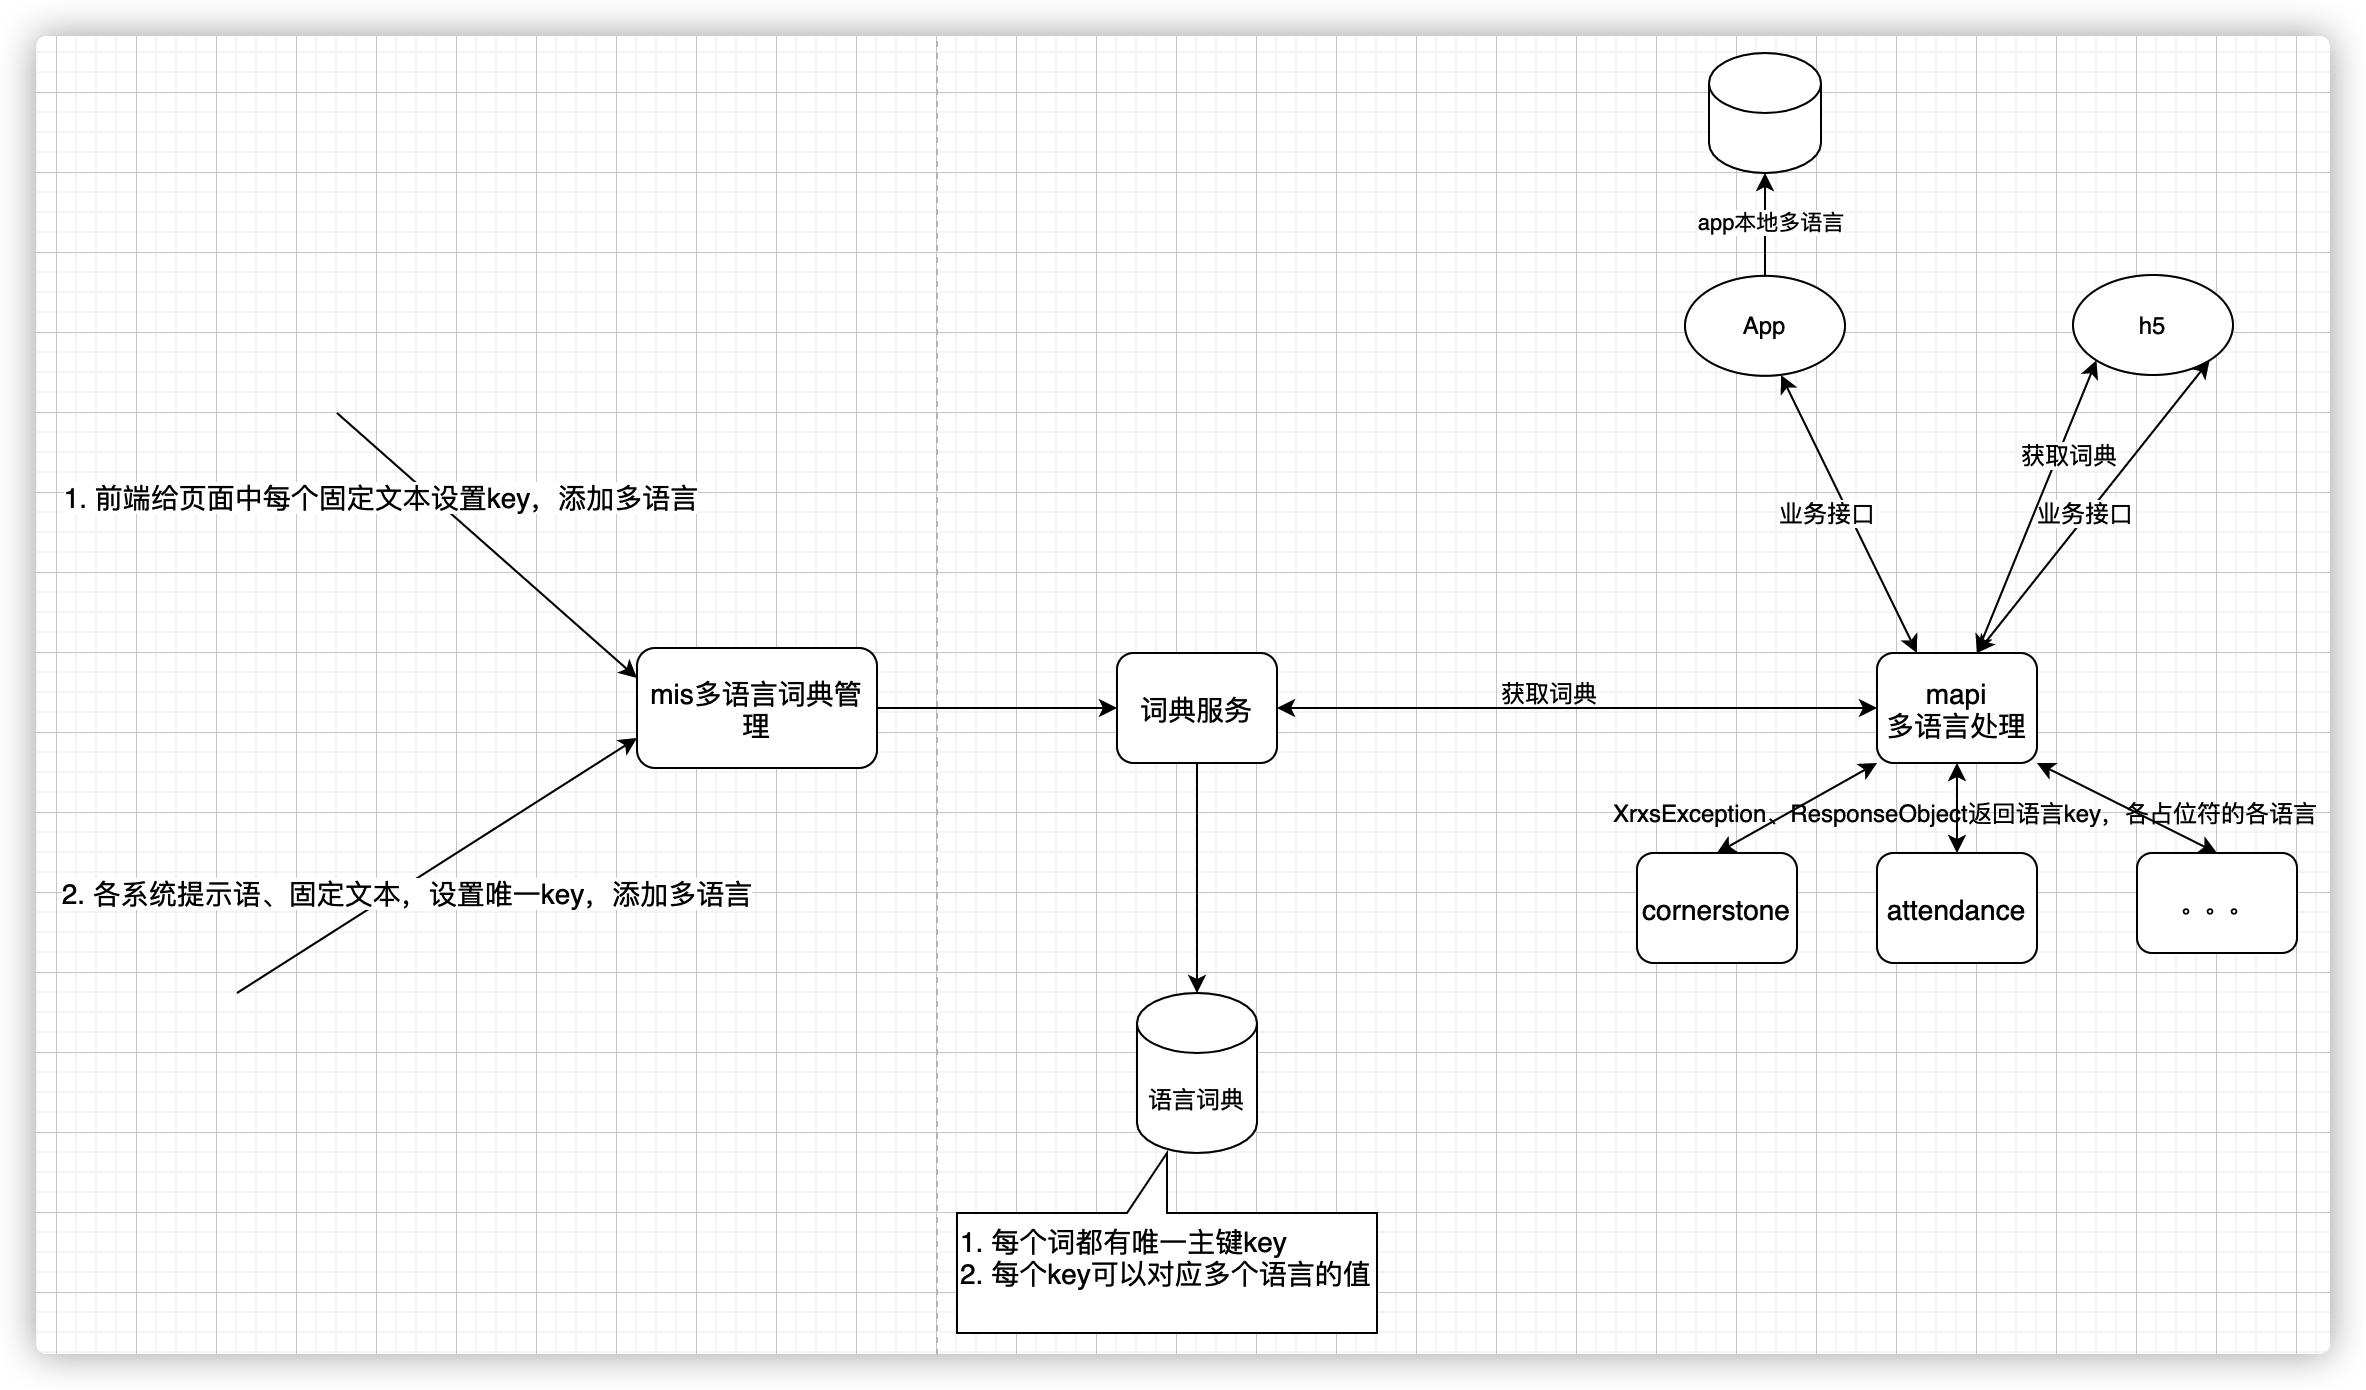 app本地多语言
App
h5
获取词典
业务接口
业务接口
1. 前端给页面中每个固定文本设置key，添加多语言
mis多语言词典管
理
词典服务
获取词典
mapi
多语言处理
XrxsException、ResponseObject返回语言key，各占位符的各语言
2. 各系统提示语、固定文本，设置唯一key，添加多语言
cornerstone
attendance
。。。
语言词典
1. 每个词都有唯一主键key
2. 每个key可以对应多个语言的值